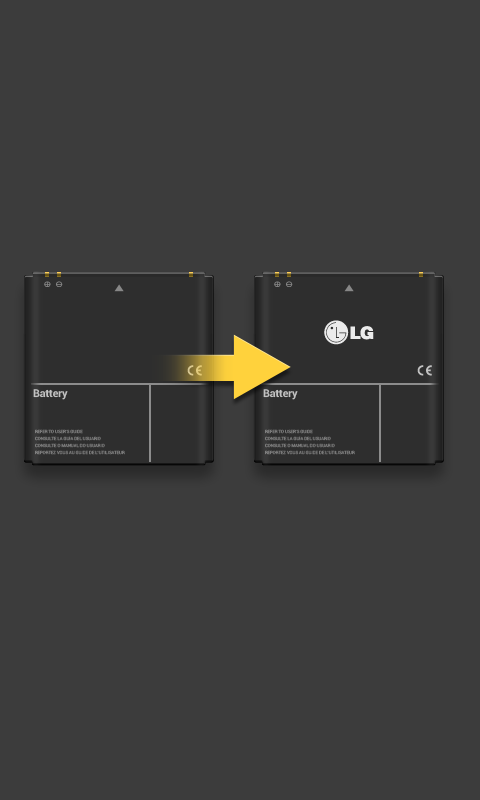 CE
Battery
REFER TO USER'S GUIDE
CONSULTE LA GUÍA DEL USUARIO
CONSULTE O MANUAL DO USUARIO
REPORTEZ VOUS AU GUIDE DE L'UTILISATEUR
LG
CE
Battery
REFER TO USER'S GUIDE
CONSULTE LA GUÍA DEL USUARIO
CONSULTE O MANUAL DO USUARIO
REPORTEZ VOUS AU GUIDE DE L'UTILISATEUR